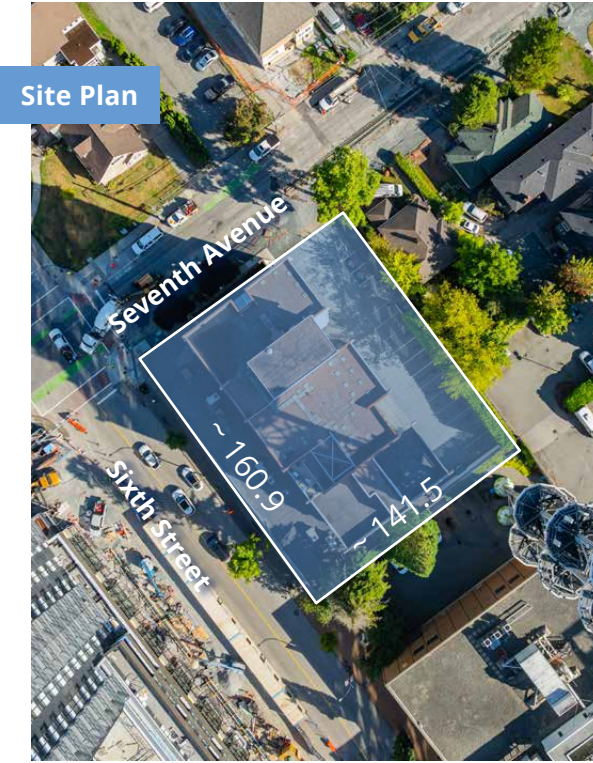 Site Plan
Seventh Avenue
~ 160.9
~ 141.5
Sixth Street